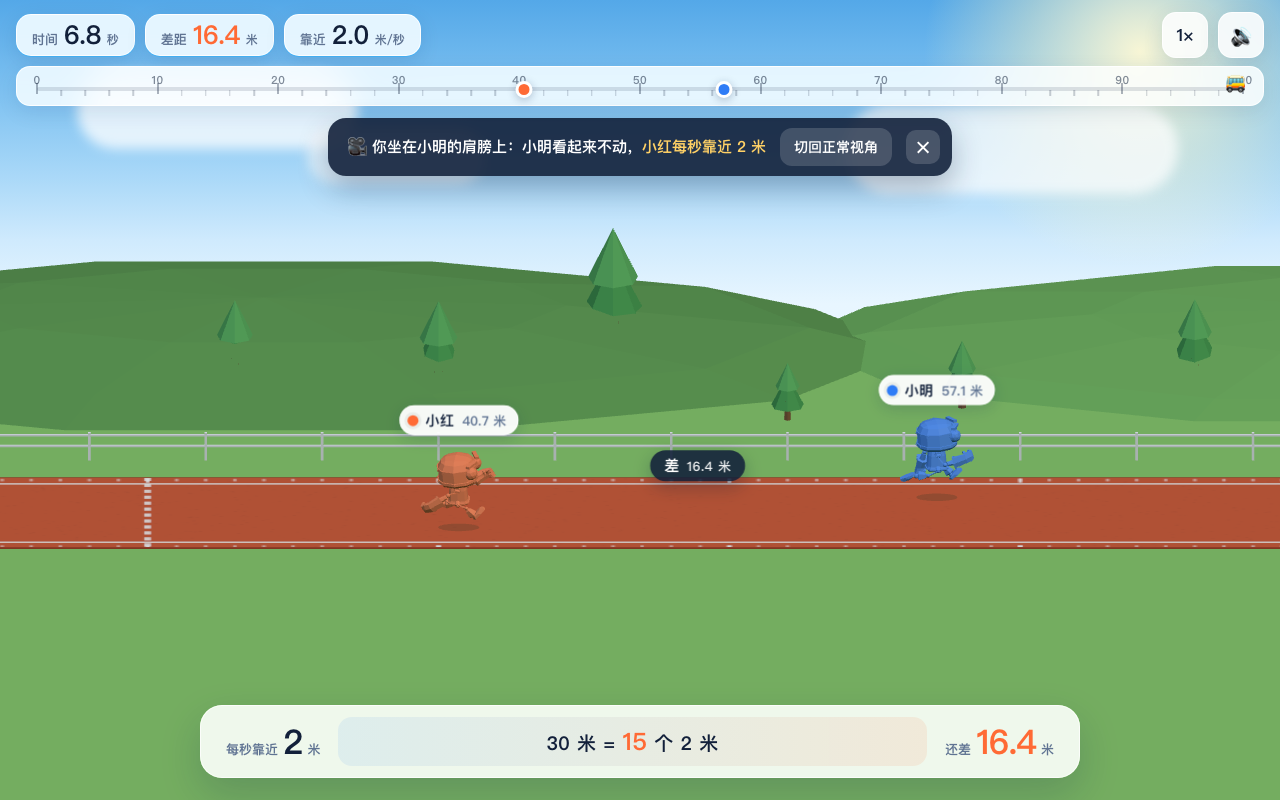 时间 6.8 秒
差距 16.4 米
靠近 2.0 米/秒
1×
0 10 20 30 40 50 60 70 80 90 0
你坐在小明的肩膀上：小明看起来不动，小红每秒靠近 2 米
切回正常视角
小明 57.1 米
小红 40.7 米
差 16.4 米
每秒靠近 2 米
30 米 = 15 个 2 米
还差 16.4 米